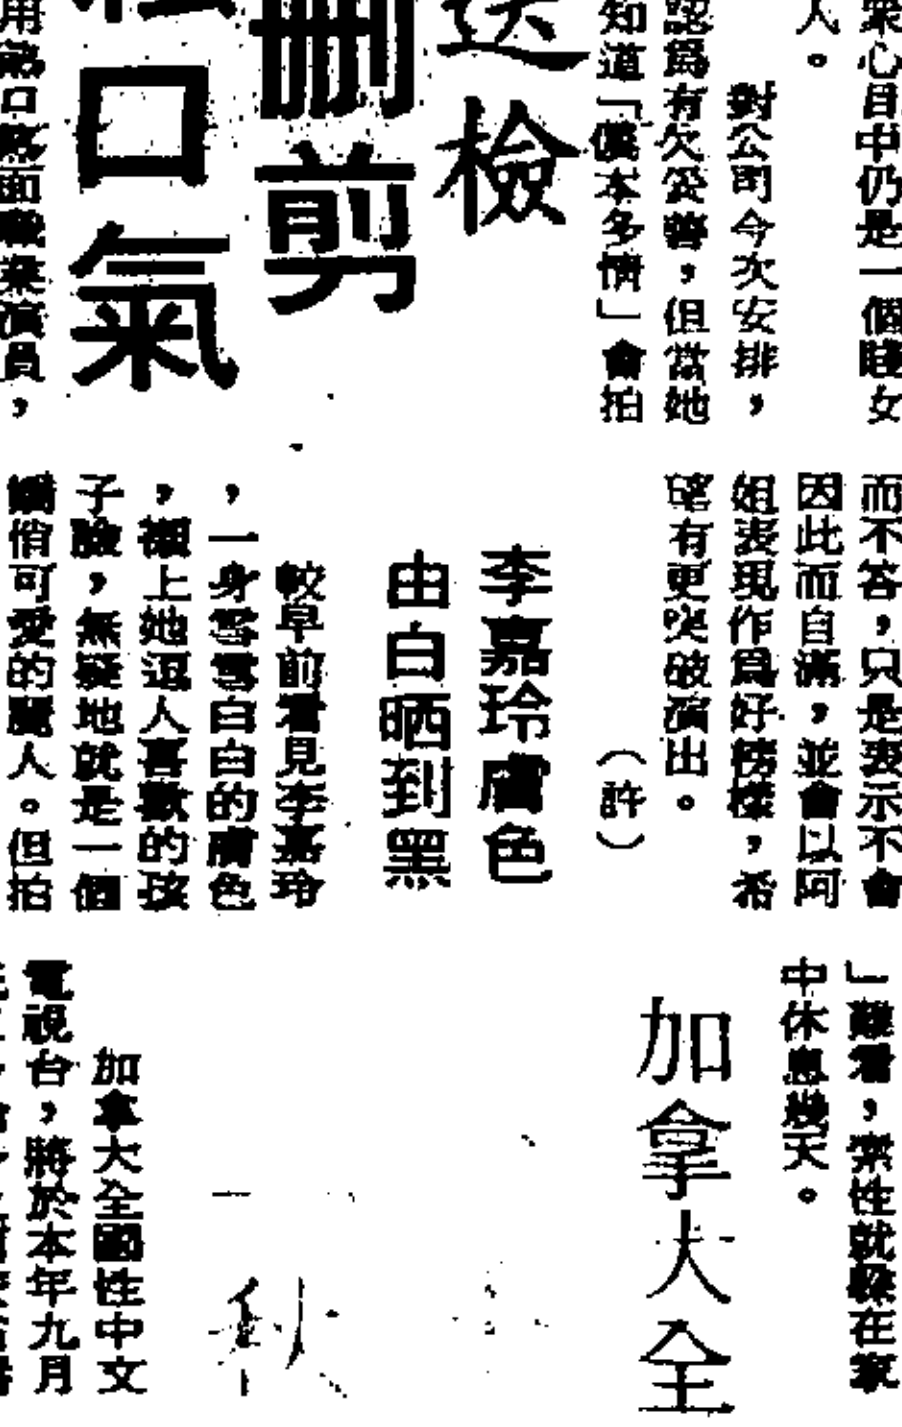 眾心目中仍是一個賤女
人。
對公司今次安排，
認爲有欠妥善，但當她
知道「儂本多情」會拍
送檢
刪剪
口氣
用粗口
面職業演員，
而不答，只是表示不會
因此而自滿，並會以阿
姐表現作爲好榜樣，希
望有更突破演出。
（許）
李嘉玲膚色
由白晒到黑
較早前看見李嘉玲
，一身雪雪白白的膚色
，襯上她逗人喜歡的孩
子臉，無疑地就是一個
嬌俏可愛的麗人。但拍
」難看，索性就躲在家
中休息幾天。
加拿大全
加拿大全國性中文
電視台，將於本年九月